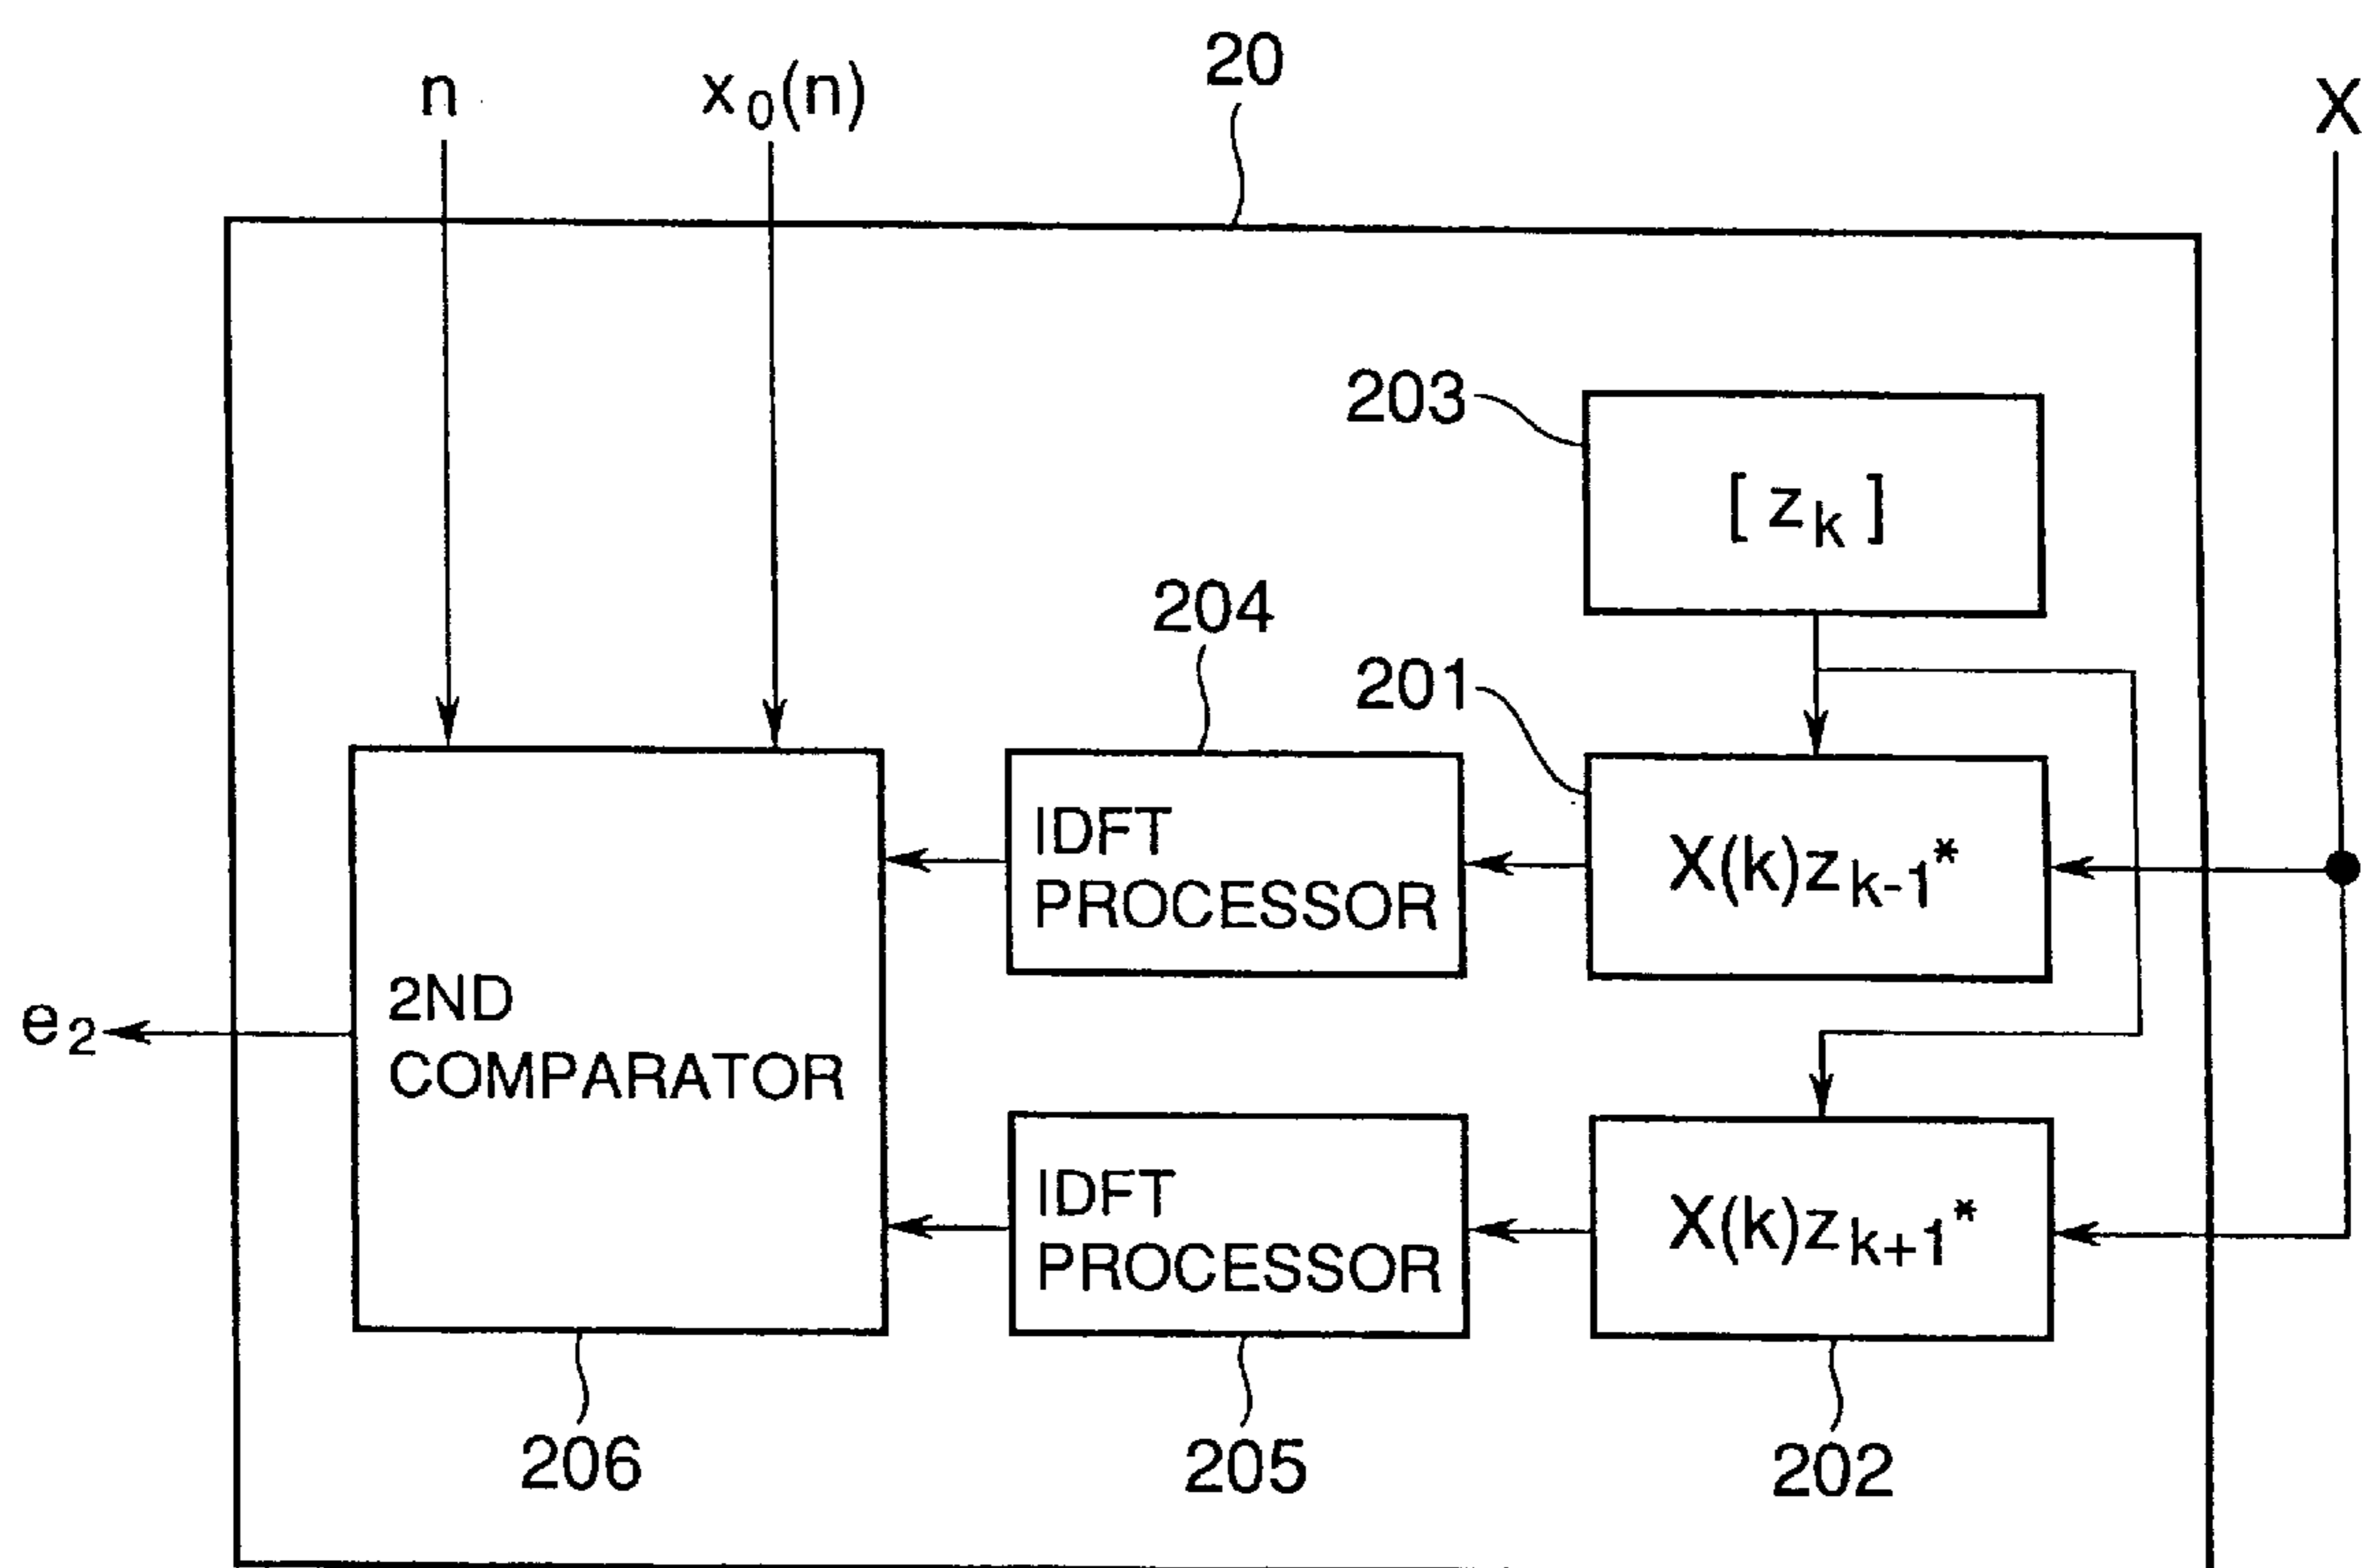 20
n
x₀(n)
X
203
[ zₖ ]
204
201
IDFT
PROCESSOR
X(k)zₖ₋₁*
2ND
COMPARATOR
e₂
IDFT
PROCESSOR
X(k)zₖ₊₁*
206
205
202